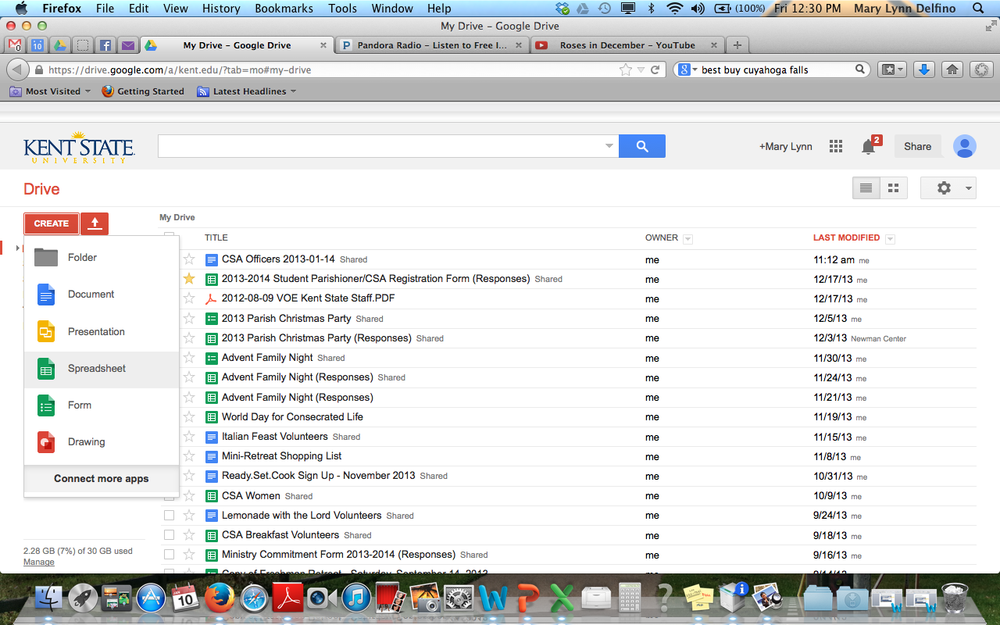 Firefox File Edit View History Bookmarks Tools Window Help (100%) Fri 12:30 PM Mary Lynn Delfino
My Drive – Google Drive
0 10 My Drive – Google Drive Pandora Radio – Listen to Free I... Roses in December – YouTube
https://drive.google.com/a/kent.edu/?tab=mo#my-drive best buy cuyahoga falls
Most Visited Getting Started Latest Headlines
KENT STATE
UNIVERSITY
+Mary Lynn 2 Share
Drive
CREATE My Drive
TITLE OWNER LAST MODIFIED
Folder
Document
Presentation
Spreadsheet
Form
Drawing
Connect more apps
CSA Officers 2013-01-14 Shared me 11:12 am me
2013-2014 Student Parishioner/CSA Registration Form (Responses) Shared me 12/17/13 me
2012-08-09 VOE Kent State Staff.PDF me 12/17/13 me
2013 Parish Christmas Party Shared me 12/5/13 me
2013 Parish Christmas Party (Responses) Shared me 12/3/13 Newman Center
Advent Family Night Shared me 11/30/13 me
Advent Family Night (Responses) Shared me 11/24/13 me
Advent Family Night (Responses) me 11/21/13 me
World Day for Consecrated Life me 11/19/13 me
Italian Feast Volunteers Shared me 11/15/13 me
Mini-Retreat Shopping List me 11/8/13 me
Ready.Set.Cook Sign Up - November 2013 Shared me 10/31/13 me
CSA Women Shared me 10/9/13 me
Lemonade with the Lord Volunteers Shared me 9/24/13 me
CSA Breakfast Volunteers Shared me 9/18/13 me
Ministry Commitment Form 2013-2014 (Responses) Shared me 9/16/13 me
Copy of Freshman Retreat - Saturday, September 14, 2013
2.28 GB (7%) of 30 GB used
Manage
JAN
10